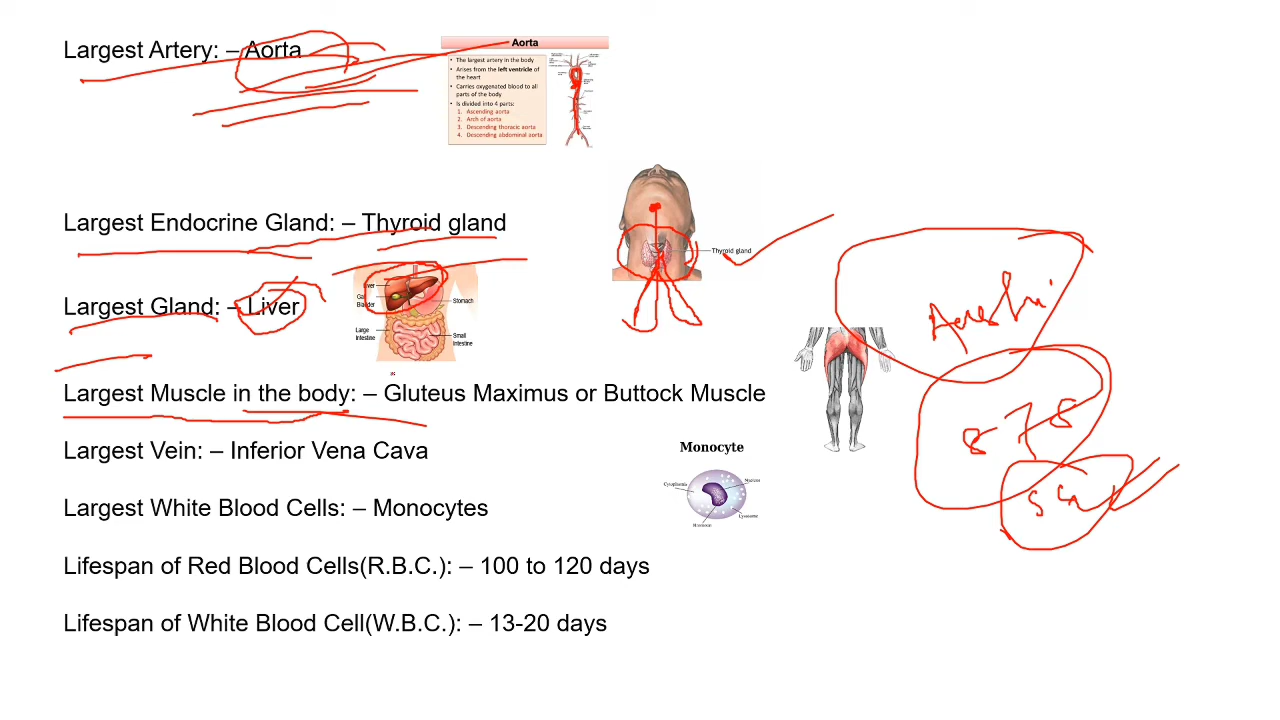 Largest Artery: – Aorta
Aorta
• The largest artery in the body
• Arises from the left ventricle of
the heart
• Carries oxygenated blood to all
parts of the body
• Is divided into 4 parts:
1. Ascending aorta
2. Arch of aorta
3. Descending thoracic aorta
4. Descending abdominal aorta
Largest Endocrine Gland: – Thyroid gland
Thyroid gland
Largest Gland: – Liver
Liver
Bladder
Stomach
Large
Intestine
Small
Intestine
Largest Muscle in the body: – Gluteus Maximus or Buttock Muscle
878
Largest Vein: – Inferior Vena Cava
Monocyte
Cytoplasmia
Nucleus
Lysosome
Largest White Blood Cells: – Monocytes
Lifespan of Red Blood Cells(R.B.C.): – 100 to 120 days
Lifespan of White Blood Cell(W.B.C.): – 13-20 days